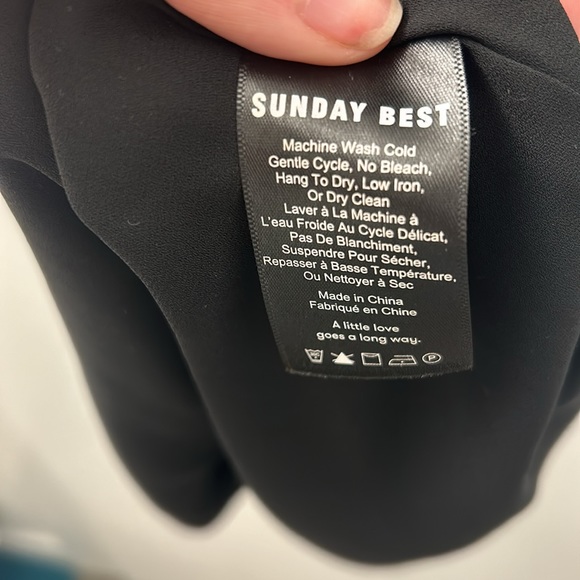 SUNDAY BEST
Machine Wash Cold
Gentle Cycle, No Bleach,
Hang To Dry, Low Iron,
Or Dry Clean
Laver à La Machine à
L'eau Froide Au Cycle Délicat,
Pas De Blanchiment,
Suspendre Pour Sécher,
Repasser à Basse Température,
Ou Nettoyer à Sec
Made in China
Fabriqué en Chine
A little love
goes a long way.
P